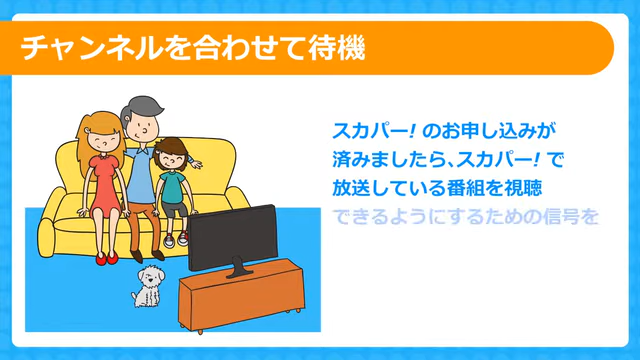 チャンネルを合わせて待機
スカパー! のお申し込みが
済みましたら、スカパー! で
放送している番組を視聴
できるようにするための信号を